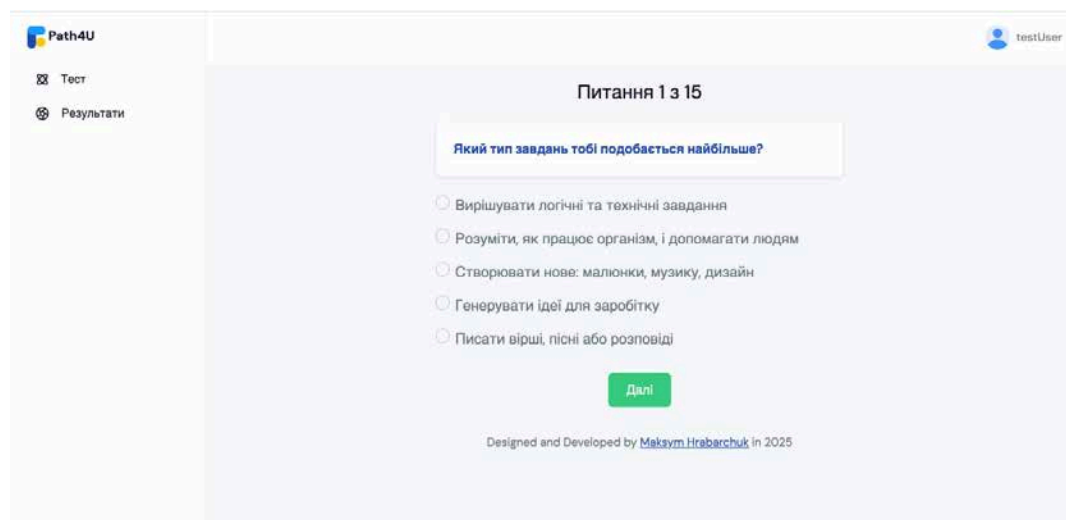 Path4U
testUser
Тест
Результати
Питання 1 з 15
Який тип завдань тобі подобається найбільше?
Вирішувати логічні та технічні завдання
Розуміти, як працює організм, і допомагати людям
Створювати нове: малюнки, музику, дизайн
Генерувати ідеї для заробітку
Писати вірші, пісні або розповіді
Далі
Designed and Developed by Maksym Hrabarchuk in 2025